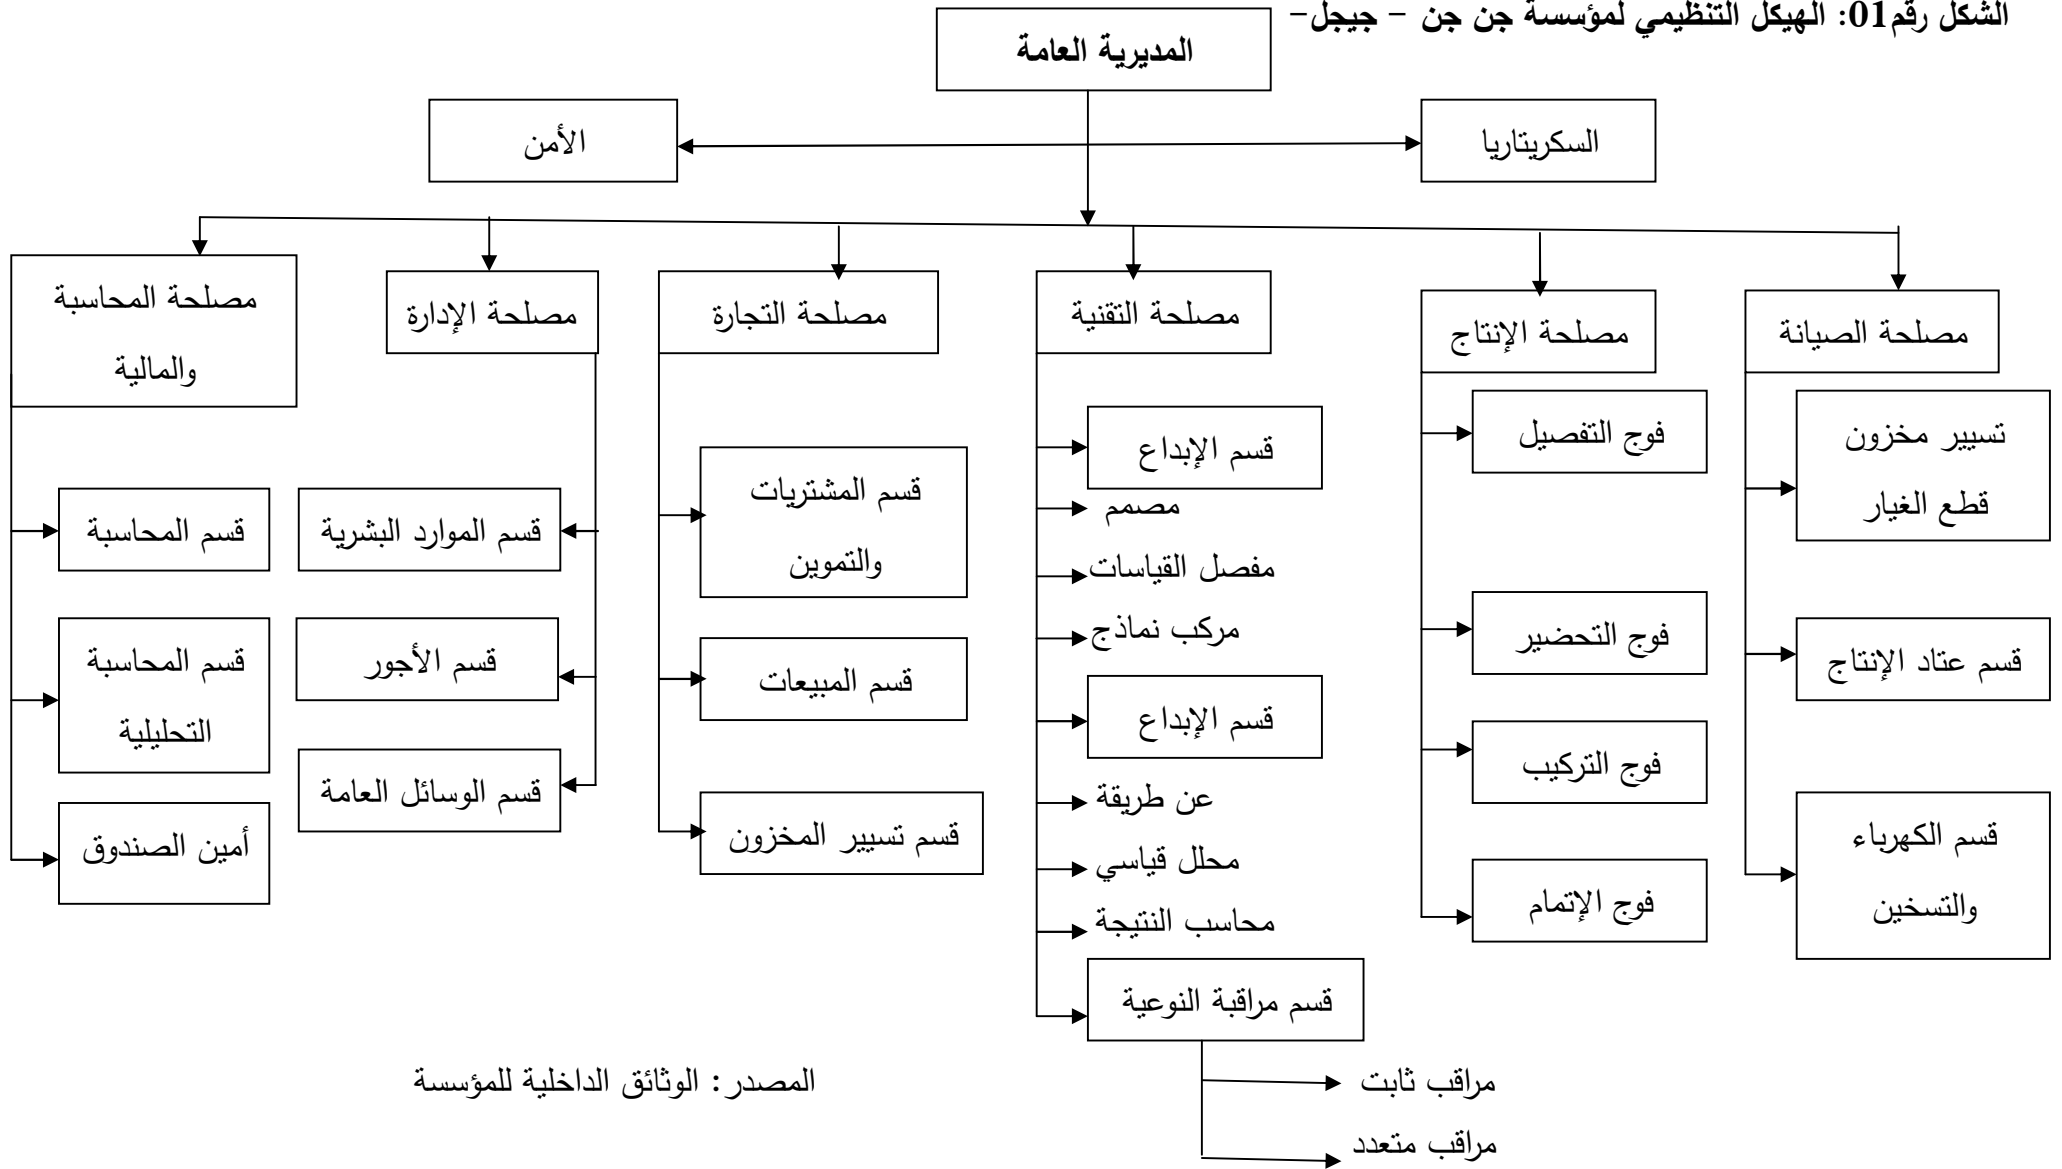 الشكل رقم01: الهيكل التنظيمي لمؤسسة جن جن – جيجل-
المديرية العامة
السكريتاريا
الأمن
مصلحة الصيانة
تسيير مخزون
قطع الغيار
قسم عتاد الإنتاج
قسم الكهرباء
والتسخين
مصلحة الإنتاج
فوج التفصيل
فوج التحضير
فوج التركيب
فوج الإتمام
مصلحة التقنية
قسم الإبداع
مصمم
مفصل القياسات
مركب نماذج
قسم الإبداع
عن طريقة
محلل قياسي
محاسب النتيجة
قسم مراقبة النوعية
مراقب ثابت
مراقب متعدد
مصلحة التجارة
قسم المشتريات
والتموين
قسم المبيعات
قسم تسيير المخزون
مصلحة الإدارة
قسم الموارد البشرية
قسم الأجور
قسم الوسائل العامة
مصلحة المحاسبة
والمالية
قسم المحاسبة
قسم المحاسبة
التحليلية
أمين الصندوق
المصدر: الوثائق الداخلية للمؤسسة